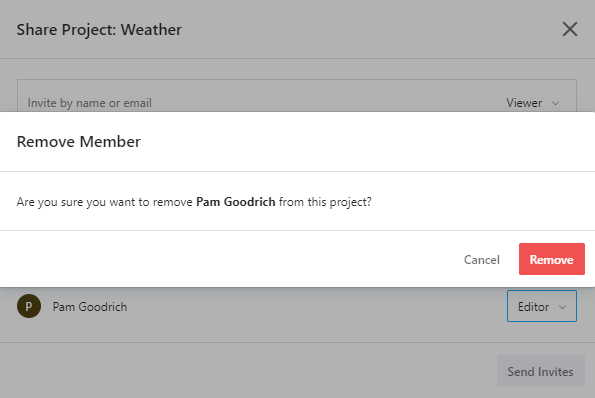 Share Project: Weather
Invite by name or email
Viewer
Remove Member
Are you sure you want to remove Pam Goodrich from this project?
Cancel
Remove
P
Pam Goodrich
Editor
Send Invites